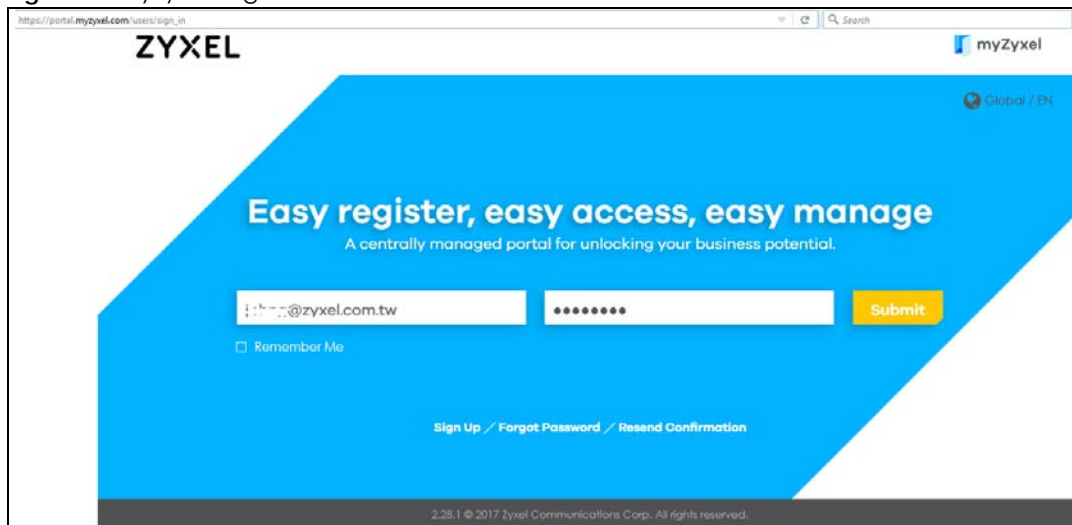 https://portal.myzyxel.com/users/sign_in
Search
ZYXEL
myZyxel
Global / EN
Easy register, easy access, easy manage
A centrally managed portal for unlocking your business potential.
@zyxel.com.tw
Submit
Remember Me
Sign Up / Forgot Password / Resend Confirmation
2.28.1 © 2017 Zyxel Communications Corp. All rights reserved.